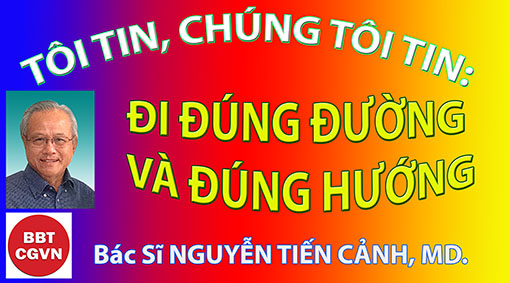 TÔI TIN, CHÚNG TÔI TIN:
ĐI ĐÚNG ĐƯỜNG
VÀ ĐÚNG HƯỚNG
BBT
CGVN
Bác Sĩ NGUYỄN TIẾN CẢNH, MD.